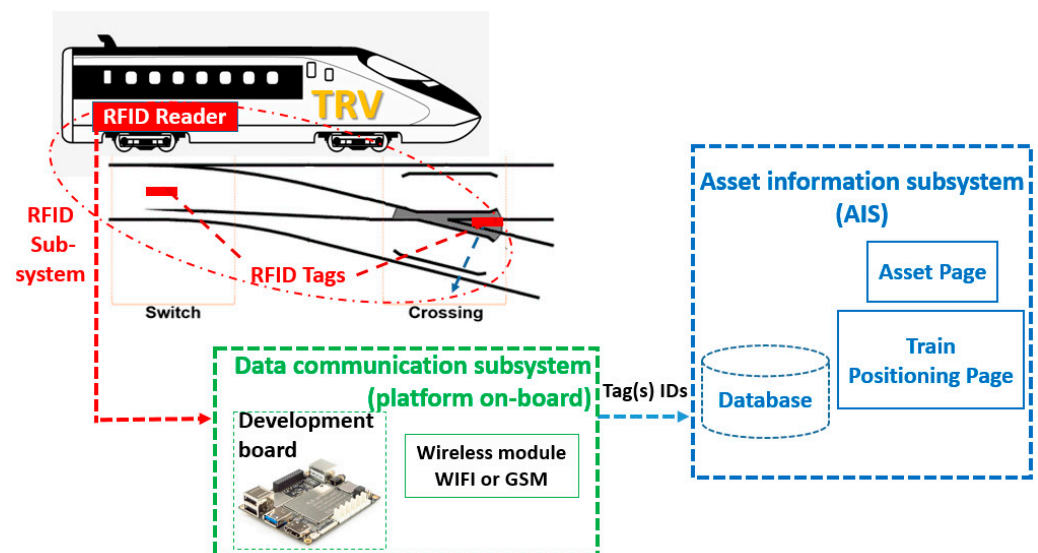 TRV
RFID Reader
RFID
Sub-
system
RFID Tags
Switch
Crossing
Data communication subsystem
(platform on-board)
Development
board
Wireless module
WIFI or GSM
Tag(s) IDs
Asset information subsystem
(AIS)
Asset Page
Train
Positioning Page
Database